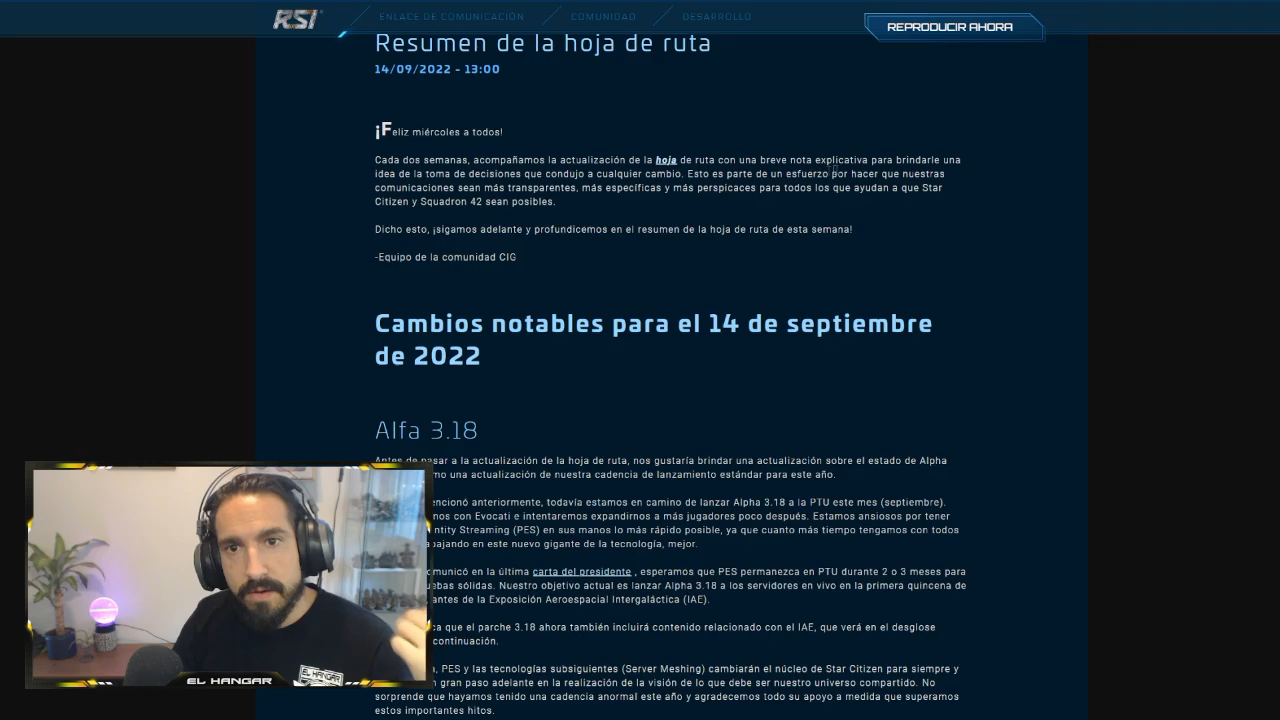 RSI
ENLACE DE COMUNICACIÓN
COMUNIDAD
DESARROLLO
REPRODUCIR AHORA
Resumen de la hoja de ruta
14/09/2022 - 13:00
¡Feliz miércoles a todos!
Cada dos semanas, acompañamos la actualización de la hoja de ruta con una breve nota explicativa para brindarle una
idea de la toma de decisiones que condujo a cualquier cambio. Esto es parte de un esfuerzo por hacer que nuestras
comunicaciones sean más transparentes, más específicas y más perspicaces para todos los que ayudan a que Star
Citizen y Squadron 42 sean posibles.
Dicho esto, ¡sigamos adelante y profundicemos en el resumen de la hoja de ruta de esta semana!
-Equipo de la comunidad CIG
Cambios notables para el 14 de septiembre
de 2022
Alfa 3.18
Antes de pasar a la actualización de la hoja de ruta, nos gustaría brindar una actualización sobre el estado de Alpha
una actualización de nuestra cadencia de lanzamiento estándar para este año.
anteriormente, todavía estamos en camino de lanzar Alpha 3.18 a la PTU este mes (septiembre).
con Evocati e intentaremos expandirnos a más jugadores poco después. Estamos ansiosos por tener
Streaming (PES) en sus manos lo más rápido posible, ya que cuanto más tiempo tengamos con todos
en este nuevo gigante de la tecnología, mejor.
en la última carta del presidente , esperamos que PES permanezca en PTU durante 2 o 3 meses para
sólidas. Nuestro objetivo actual es lanzar Alpha 3.18 a los servidores en vivo en la primera quincena de
antes de la Exposición Aeroespacial Intergaláctica (IAE).
que el parche 3.18 ahora también incluirá contenido relacionado con el IAE, que verá en el desglose
continuación.
PES y las tecnologías subsiguientes (Server Meshing) cambiarán el núcleo de Star Citizen para siempre y
gran paso adelante en la realización de la visión de lo que debe ser nuestro universo compartido. No
sorprende que hayamos tenido una cadencia anormal este año y agradecemos todo su apoyo a medida que superamos
estos importantes hitos.
EL HANGAR
EL HANGAR